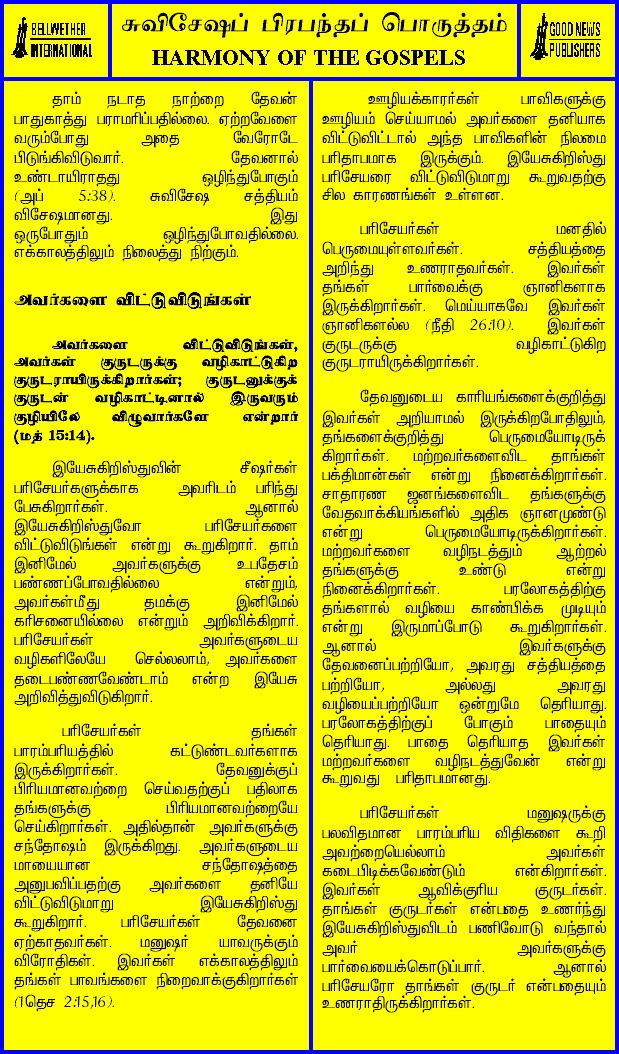 BELLWETHER
INTERNATIONAL
சுவிசேஷப் பிரபந்தப் பொருத்தம்
HARMONY OF THE GOSPELS
GOOD NEWS
PUBLISHERS
தாம் நடாத நாற்றை தேவன்
பாதுகாத்து பராமரிப்பதில்லை. ஏற்றவேளை
வரும்போது அதை வேரோடே
பிடுங்கிவிடுவார். தேவனால்
உண்டாயிராதது ஒழிந்துபோகும்
(அப் 5:38). சுவிசேஷ சத்தியம்
விசேஷமானது. இது
ஒருபோதும் ஒழிந்துபோவதில்லை.
எக்காலத்திலும் நிலைத்து நிற்கும்.
அவர்களை விட்டுவிடுங்கள்
அவர்களை விட்டுவிடுங்கள்,
அவர்கள் குருடருக்கு வழிகாட்டுகிற
குருடராயிருக்கிறார்கள்; குருடனுக்குக்
குருடன் வழிகாட்டினால் இருவரும்
குழியிலே விழுவார்களே என்றார்
(மத் 15:14).
இயேசுகிறிஸ்துவின் சீஷர்கள்
பரிசேயர்களுக்காக அவரிடம் பரிந்து
பேசுகிறார்கள். ஆனால்
இயேசுகிறிஸ்துவோ பரிசேயர்களை
விட்டுவிடுங்கள் என்று கூறுகிறார். தாம்
இனிமேல் அவர்களுக்கு உபதேசம்
பண்ணப்போவதில்லை என்றும்,
அவர்கள்மீது தமக்கு இனிமேல்
கரிசனையில்லை என்றும் அறிவிக்கிறார்.
பரிசேயர்கள் அவர்களுடைய
வழிகளிலேயே செல்லலாம், அவர்களை
தடைபண்ணவேண்டாம் என்ற இயேசு
அறிவித்துவிடுகிறார்.
பரிசேயர்கள் தங்கள்
பாரம்பரியத்தில் கட்டுண்டவர்களாக
இருக்கிறார்கள். தேவனுக்குப்
பிரியமானவற்றை செய்வதற்குப் பதிலாக
தங்களுக்கு பிரியமானவற்றையே
செய்கிறார்கள். அதில்தான் அவர்களுக்கு
சந்தோஷம் இருக்கிறது. அவர்களுடைய
மாயையான சந்தோஷத்தை
அனுபவிப்பதற்கு அவர்களை தனியே
விட்டுவிடுமாறு இயேசுகிறிஸ்து
கூறுகிறார். பரிசேயர்கள் தேவனை
ஏற்காதவர்கள். மனுஷர் யாவருக்கும்
விரோதிகள். இவர்கள் எக்காலத்திலும்
தங்கள் பாவங்களை நிறைவாக்குகிறார்கள்
(1தெச 2:15,16).
ஊழியக்காரர்கள் பாவிகளுக்கு
ஊழியம் செய்யாமல் அவர்களை தனியாக
விட்டுவிட்டால் அந்த பாவிகளின் நிலமை
பரிதாபமாக இருக்கும். இயேசுகிறிஸ்து
பரிசேயரை விட்டுவிடுமாறு கூறுவதற்கு
சில காரணங்கள் உள்ளன.
பரிசேயர்கள் மனதில்
பெருமையுள்ளவர்கள். சத்தியத்தை
அறிந்து உணராதவர்கள். இவர்கள்
தங்கள் பார்வைக்கு ஞானிகளாக
இருக்கிறார்கள். மெய்யாகவே இவர்கள்
ஞானிகளல்ல (நீதி 26:10). இவர்கள்
குருடருக்கு வழிகாட்டுகிற
குருடராயிருக்கிறார்கள்.
தேவனுடைய காரியங்களைக்குறித்து
இவர்கள் அறியாமல் இருக்கிறபோதிலும்,
தங்களைக்குறித்து பெருமையோடிருக்
கிறார்கள். மற்றவர்களைவிட தாங்கள்
பக்திமான்கள் என்று நினைக்கிறார்கள்.
சாதாரண ஜனங்களைவிட தங்களுக்கு
வேதவாக்கியங்களில் அதிக ஞானமுண்டு
என்று பெருமையோடிருக்கிறார்கள்.
மற்றவர்களை வழிநடத்தும் ஆற்றல்
தங்களுக்கு உண்டு என்று
நினைக்கிறார்கள். பரலோகத்திற்கு
தங்களால் வழியை காண்பிக்க முடியும்
என்று இருமாப்போடு கூறுகிறார்கள்.
ஆனால் இவர்களுக்கு
தேவனைப்பற்றியோ, அவரது சத்தியத்தை
பற்றியோ, அல்லது அவரது
வழியைப்பற்றியோ ஒன்றுமே தெரியாது.
பரலோகத்திற்குப் போகும் பாதையும்
தெரியாது. பாதை தெரியாத இவர்கள்
மற்றவர்களை வழிநடத்துவேன் என்று
கூறுவது பரிதாபமானது.
பரிசேயர்கள் மனுஷருக்கு
பலவிதமான பாரம்பரிய விதிகளை கூறி
அவற்றையெல்லாம் அவர்கள்
கடைபிடிக்கவேண்டும் என்கிறார்கள்.
இவர்கள் ஆவிக்குரிய குருடர்கள்.
தாங்கள் குருடர்கள் என்பதை உணர்ந்து
இயேசுகிறிஸ்துவிடம் பணிவோடு வந்தால்
அவர் அவர்களுக்கு
பார்வையைக்கொடுப்பார். ஆனால்
பரிசேயரோ தாங்கள் குருடர் என்பதையும்
உணராதிருக்கிறார்கள்.